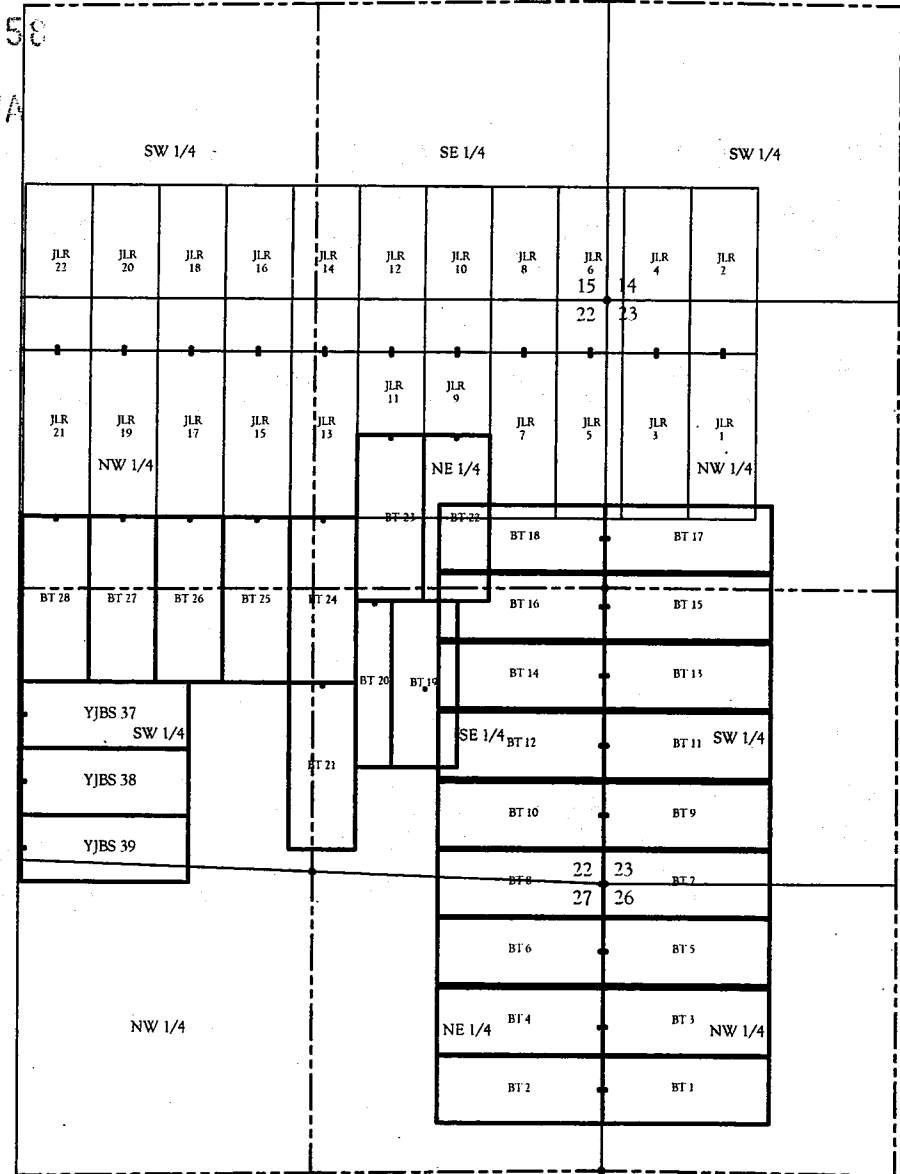 58
A
SW 1/4 SE 1/4 SW 1/4
JLR 22 JLR 20 JLR 18 JLR 16 JLR 14 JLR 12 JLR 10 JLR 8 JLR 6 JLR 4 JLR 2
15 14
22 23
JLR 11 JLR 9
JLR 21 JLR 19 JLR 17 JLR 15 JLR 13 JLR 7 JLR 5 JLR 3 JLR 1
NW 1/4 NE 1/4 NW 1/4
BT 23 BT 22
BT 18 BT 17
BT 28 BT 27 BT 26 BT 25 BT 24 BT 16 BT 15
BT 20 BT 19 BT 14 BT 13
YJBS 37
SW 1/4 SE 1/4 BT 12 BT 11 SW 1/4
BT 21
YJBS 38
BT 10 BT 9
YJBS 39
22 23
BT 8 BT 7
27 26
BT 6 BT 5
NW 1/4 NE 1/4 BT 4 BT 3 NW 1/4
BT 2 BT 1